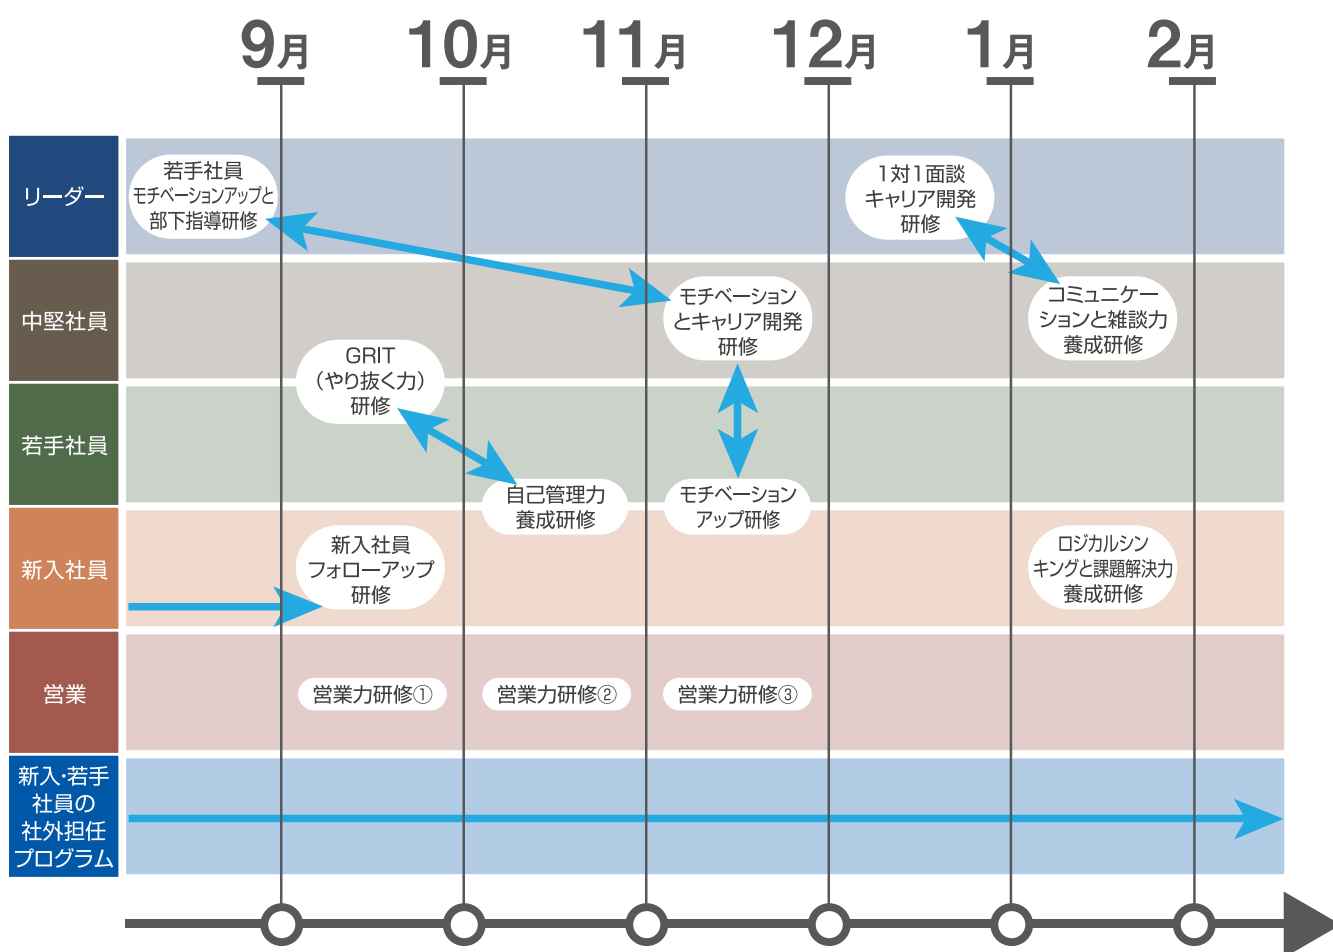 9月
10月
11月
12月
1月
2月
リーダー
若手社員
モチベーションアップと
部下指導研修
1対1面談
キャリア開発
研修
中堅社員
モチベーション
とキャリア開発
研修
コミュニケー
ションと雑談力
養成研修
GRIT
（やり抜く力）
研修
若手社員
自己管理力
養成研修
モチベーション
アップ研修
新入社員
新入社員
フォローアップ
研修
ロジカルシン
キングと課題解決力
養成研修
営業
営業力研修①
営業力研修②
営業力研修③
新入・若手
社員の
社外担任
プログラム